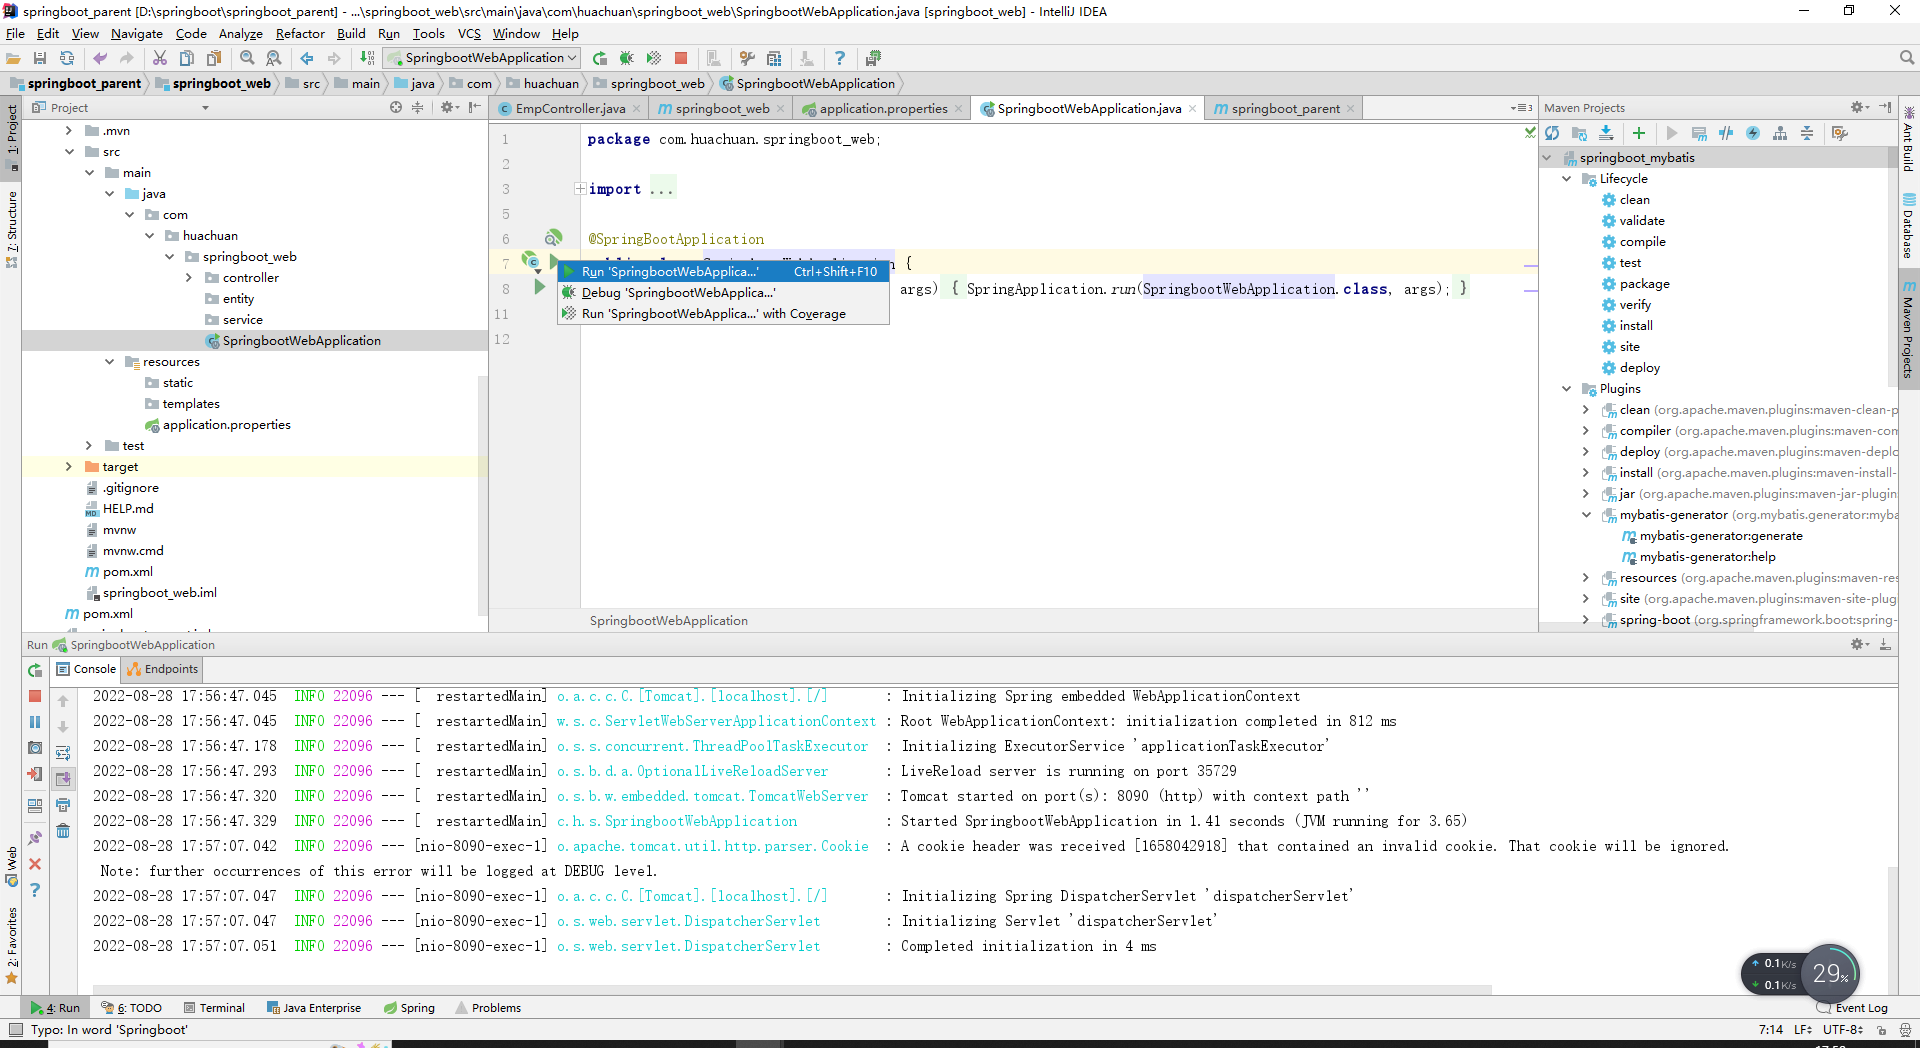 springboot_parent [D:\springboot\springboot_parent] - ...\springboot_web\src\main\java\com\huachuan\springboot_web\SpringbootWebApplication.java [springboot_web] - IntelliJ IDEA
File Edit View Navigate Code Analyze Refactor Build Run Tools VCS Window Help
SpringbootWebApplication
springboot_parent springboot_web src main java com huachuan springboot_web SpringbootWebApplication
Project
EmpController.java springboot_web application.properties SpringbootWebApplication.java springboot_parent
3
Maven Projects
1: Project
7: Structure
Web
2: Favorites
.mvn
src
main
java
com
huachuan
springboot_web
controller
entity
service
SpringbootWebApplication
resources
static
templates
application.properties
test
target
.gitignore
HELP.md
mvnw
mvnw.cmd
pom.xml
springboot_web.iml
pom.xml
1 package com.huachuan.springboot_web;
2
3 import ...
5
6 @SpringBootApplication
7 {
8 args) { SpringApplication.run(SpringbootWebApplication.class, args); }
11
12
Run 'SpringbootWebApplica...' Ctrl+Shift+F10
Debug 'SpringbootWebApplica...'
Run 'SpringbootWebApplica...' with Coverage
SpringbootWebApplication
springboot_mybatis
Lifecycle
clean
validate
compile
test
package
verify
install
site
deploy
Plugins
clean (org.apache.maven.plugins:maven-clean-p
compiler (org.apache.maven.plugins:maven-com
deploy (org.apache.maven.plugins:maven-deplo
install (org.apache.maven.plugins:maven-install-
jar (org.apache.maven.plugins:maven-jar-plugin
mybatis-generator (org.mybatis.generator:myba
mybatis-generator:generate
mybatis-generator:help
resources (org.apache.maven.plugins:maven-res
site (org.apache.maven.plugins:maven-site-plug
spring-boot (org.springframework.boot:spring-
Ant Build
Database
Maven Projects
Run SpringbootWebApplication
Console Endpoints
2022-08-28 17:56:47.045 INFO 22096 --- [ restartedMain] o.a.c.c.C.[Tomcat].[localhost].[/] : Initializing Spring embedded WebApplicationContext
2022-08-28 17:56:47.045 INFO 22096 --- [ restartedMain] w.s.c.ServletWebServerApplicationContext : Root WebApplicationContext: initialization completed in 812 ms
2022-08-28 17:56:47.178 INFO 22096 --- [ restartedMain] o.s.s.concurrent.ThreadPoolTaskExecutor : Initializing ExecutorService 'applicationTaskExecutor'
2022-08-28 17:56:47.293 INFO 22096 --- [ restartedMain] o.s.b.d.a.OptionalLiveReloadServer : LiveReload server is running on port 35729
2022-08-28 17:56:47.320 INFO 22096 --- [ restartedMain] o.s.b.w.embedded.tomcat.TomcatWebServer : Tomcat started on port(s): 8090 (http) with context path ''
2022-08-28 17:56:47.329 INFO 22096 --- [ restartedMain] c.h.s.SpringbootWebApplication : Started SpringbootWebApplication in 1.41 seconds (JVM running for 3.65)
2022-08-28 17:57:07.042 INFO 22096 --- [nio-8090-exec-1] o.apache.tomcat.util.http.parser.Cookie : A cookie header was received [1658042918] that contained an invalid cookie. That cookie will be ignored.
Note: further occurrences of this error will be logged at DEBUG level.
2022-08-28 17:57:07.047 INFO 22096 --- [nio-8090-exec-1] o.a.c.c.C.[Tomcat].[localhost].[/] : Initializing Spring DispatcherServlet 'dispatcherServlet'
2022-08-28 17:57:07.047 INFO 22096 --- [nio-8090-exec-1] o.s.web.servlet.DispatcherServlet : Initializing Servlet 'dispatcherServlet'
2022-08-28 17:57:07.051 INFO 22096 --- [nio-8090-exec-1] o.s.web.servlet.DispatcherServlet : Completed initialization in 4 ms
0.1K/s
0.1K/s
29%
4: Run 6: TODO Terminal Java Enterprise Spring Problems Event Log
Typo: In word 'Springboot' 7:14 LF UTF-8